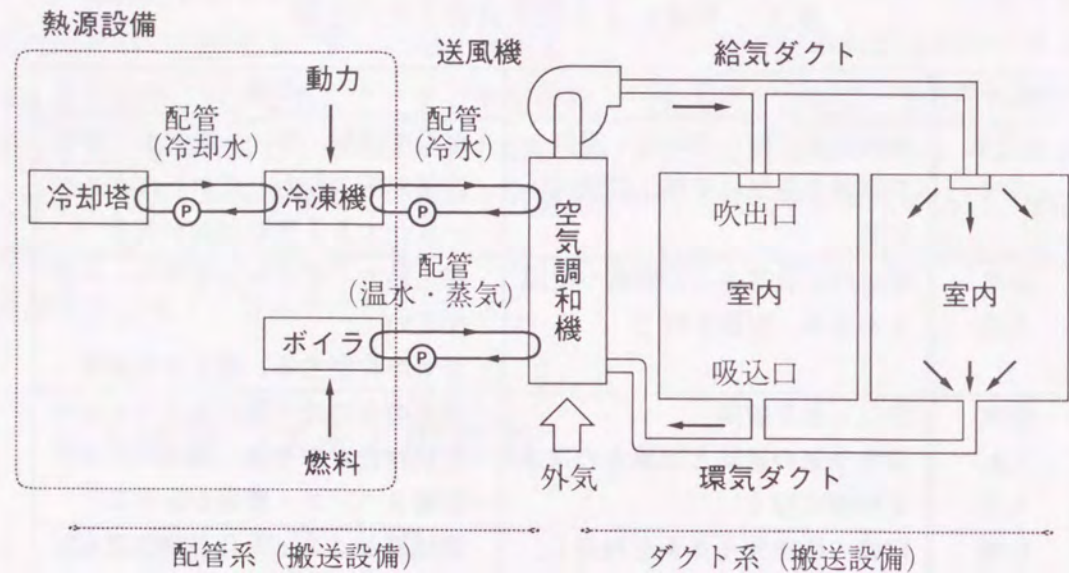 熱源設備
動力
送風機
給気ダクト
配管
(冷却水)
配管
(冷水)
冷却塔
P
冷凍機
P
空気調和機
吹出口
室内
室内
配管
(温水・蒸気)
ボイラ
P
吸込口
燃料
外気
環気ダクト
配管系(搬送設備)
ダクト系(搬送設備)